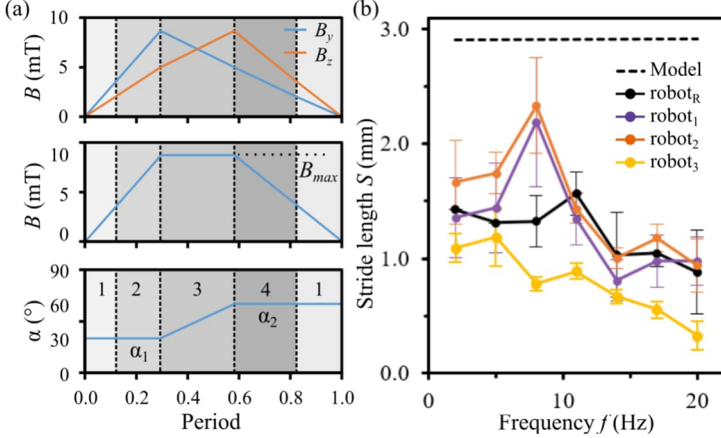 (a)
10
B_y
B_z
5
0
B (mT)
10
B_max
5
0
B (mT)
90
1 2 3 4 1
60
α_2
30
α_1
0
α (°)
0.0 0.2 0.4 0.6 0.8 1.0
Period
(b)
3.0
Model
robot_R
robot_1
robot_2
robot_3
2.0
1.0
0.0
Stride length S (mm)
0 10 20
Frequency f (Hz)